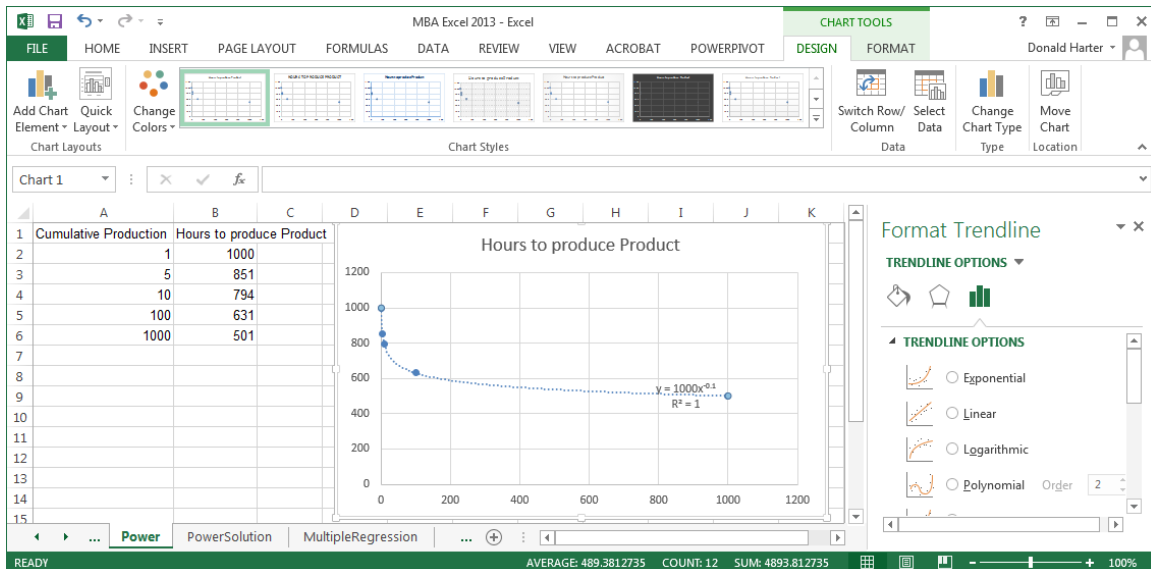 MBA Excel 2013 - Excel
CHART TOOLS
?
FILE HOME INSERT PAGE LAYOUT FORMULAS DATA REVIEW VIEW ACROBAT POWERPIVOT DESIGN FORMAT Donald Harter
Add Chart Element
Quick Layout
Change Colors
Switch Row/ Column
Select Data
Change Chart Type
Move Chart
Chart Layouts Chart Styles Data Type Location
Chart 1
fx
A B C D E F G H I J K
1 Cumulative Production Hours to produce Product
2 1 1000
3 5 851
4 10 794
5 100 631
6 1000 501
7
8
9
10
11
12
13
14
15
Hours to produce Product
1200
1000
800
600
400
200
0
y = 1000x^-0.1
R² = 1
0 200 400 600 800 1000 1200
Format Trendline
TRENDLINE OPTIONS
TRENDLINE OPTIONS
Exponential
Linear
Logarithmic
Polynomial Order 2
... Power PowerSolution MultipleRegression ...
READY AVERAGE: 489.3812735 COUNT: 12 SUM: 4893.812735 100%